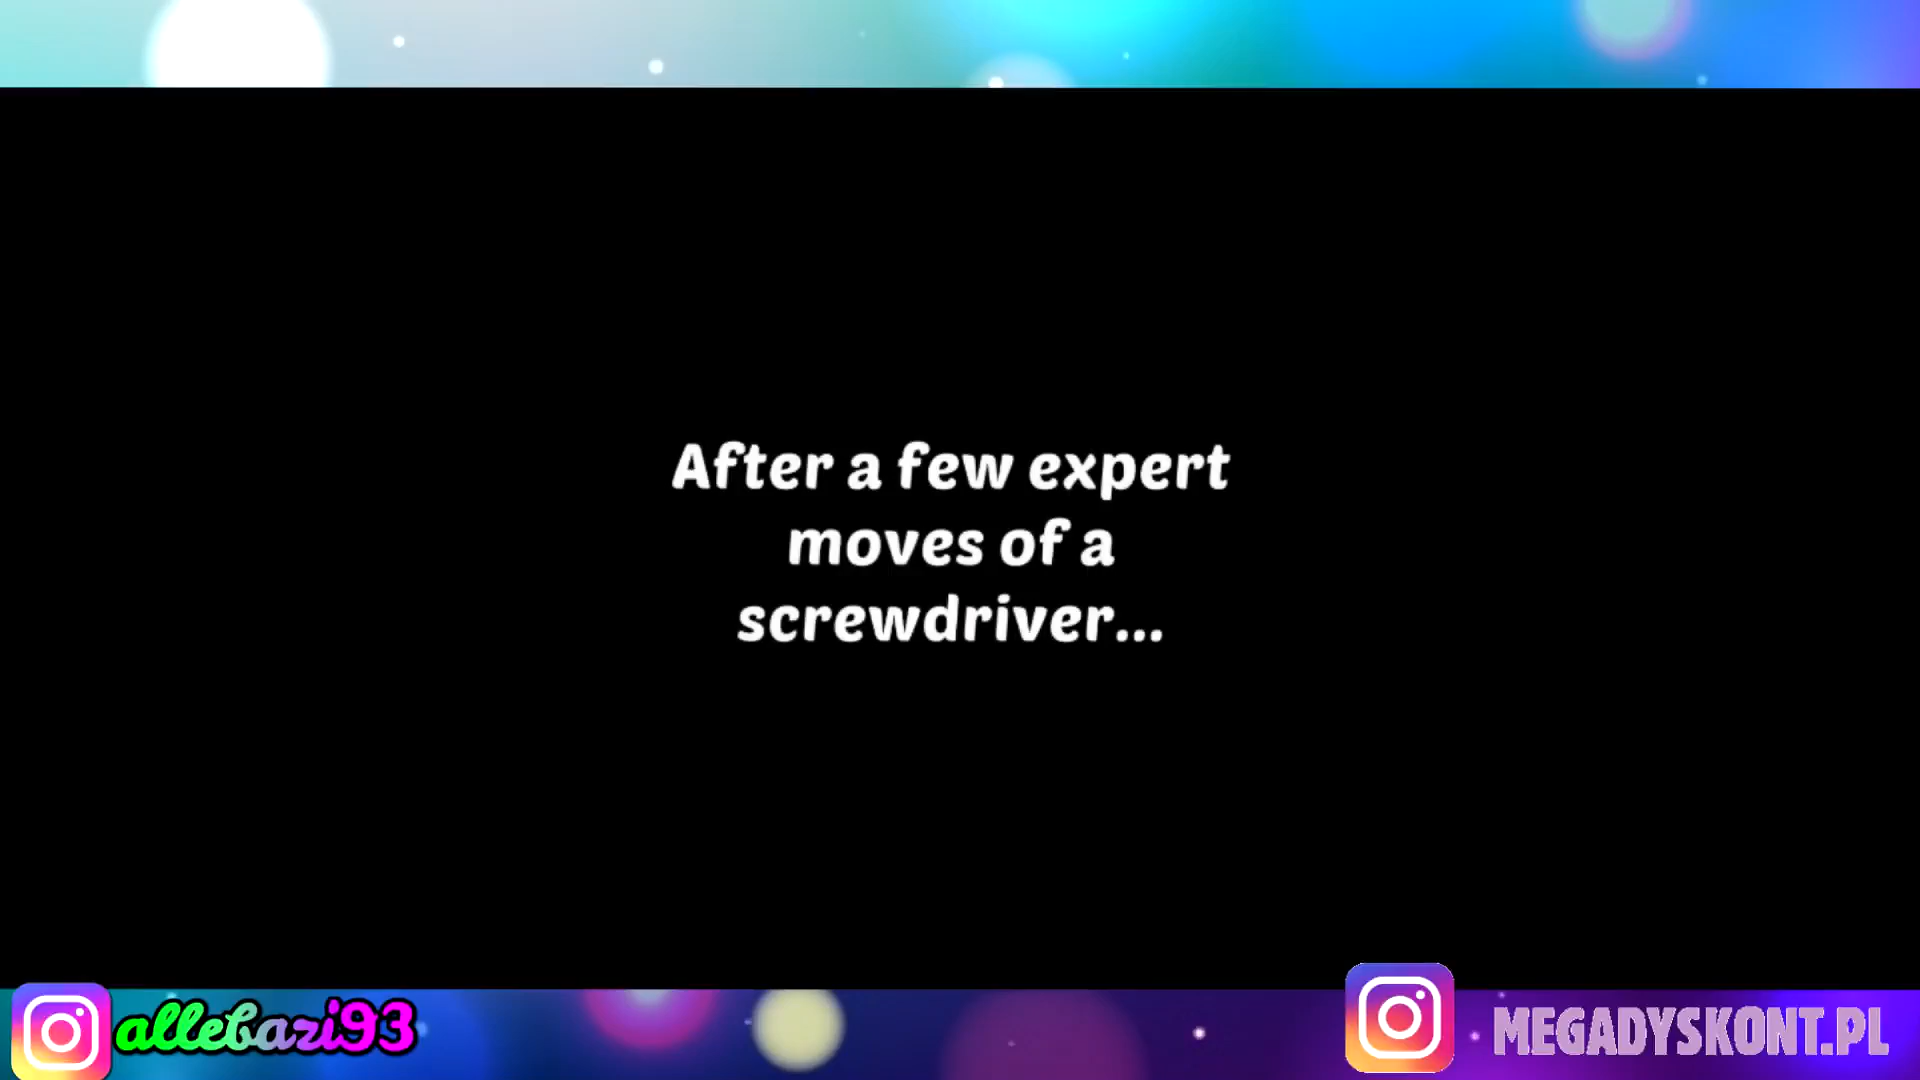 After a few expert
moves of a
screwdriver...
allebazi93
MEGADYSKONT.PL